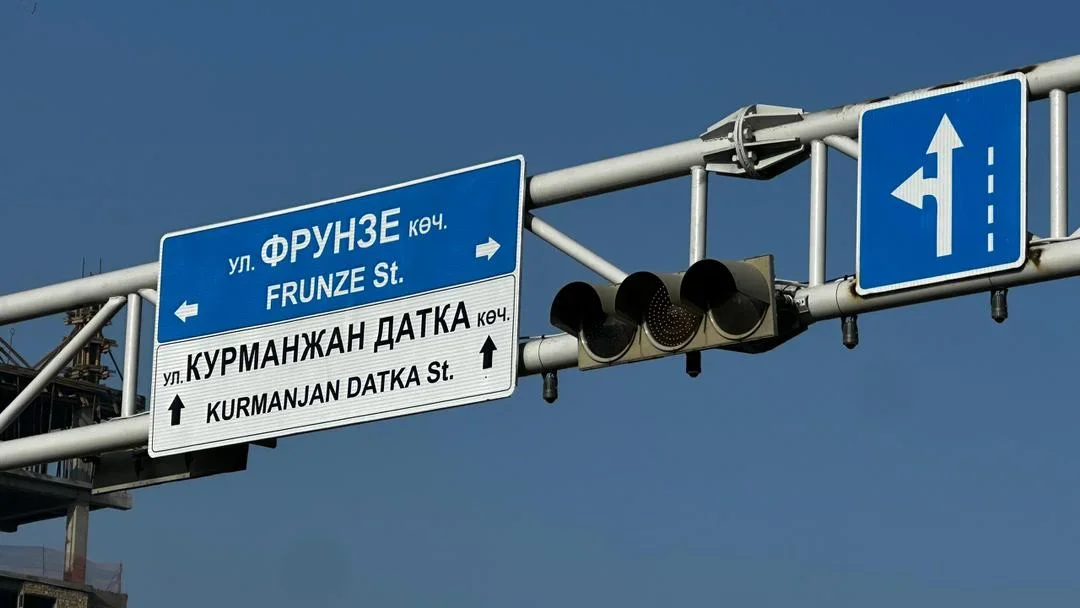 ул. ФРУНЗЕ көч.
FRUNZE St.
ул. КУРМАНЖАН ДАТКА көч.
KURMANJAN DATKA St.